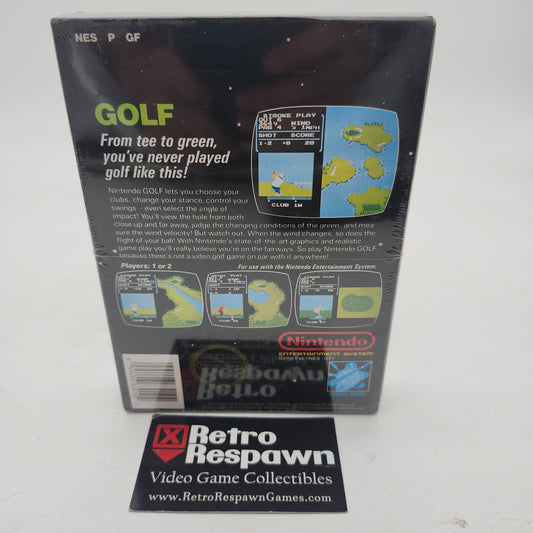 NES P GF
GOLF
From tee to green,
you've never played
golf like this!
Nintendo GOLF lets you choose your
clubs, change your stance, control your
swings—even select the angle of
impact! You'll view the hole from both
close up and far away, judge the changing conditions of the green, and mea-
sure the wind velocity! But watch out. When the wind changes, so does the
flight of your ball! With Nintendo's state-of-the art graphics and realistic
game play you'll really believe you're on the fairways. So play Nintendo GOLF,
because there's not a video golf game on par with it anywhere!
STROKE PLAY
WIND
PAR 4
1MPH
SHOT SCORE
1-2 +8 29
CLUB 1W
Players: 1 or 2
For use with the Nintendo Entertainment System.
Nintendo
ENTERTAINMENT SYSTEM
Respawn
Retro
Retro
Respawn
Video Game Collectibles
www.RetroRespawnGames.com